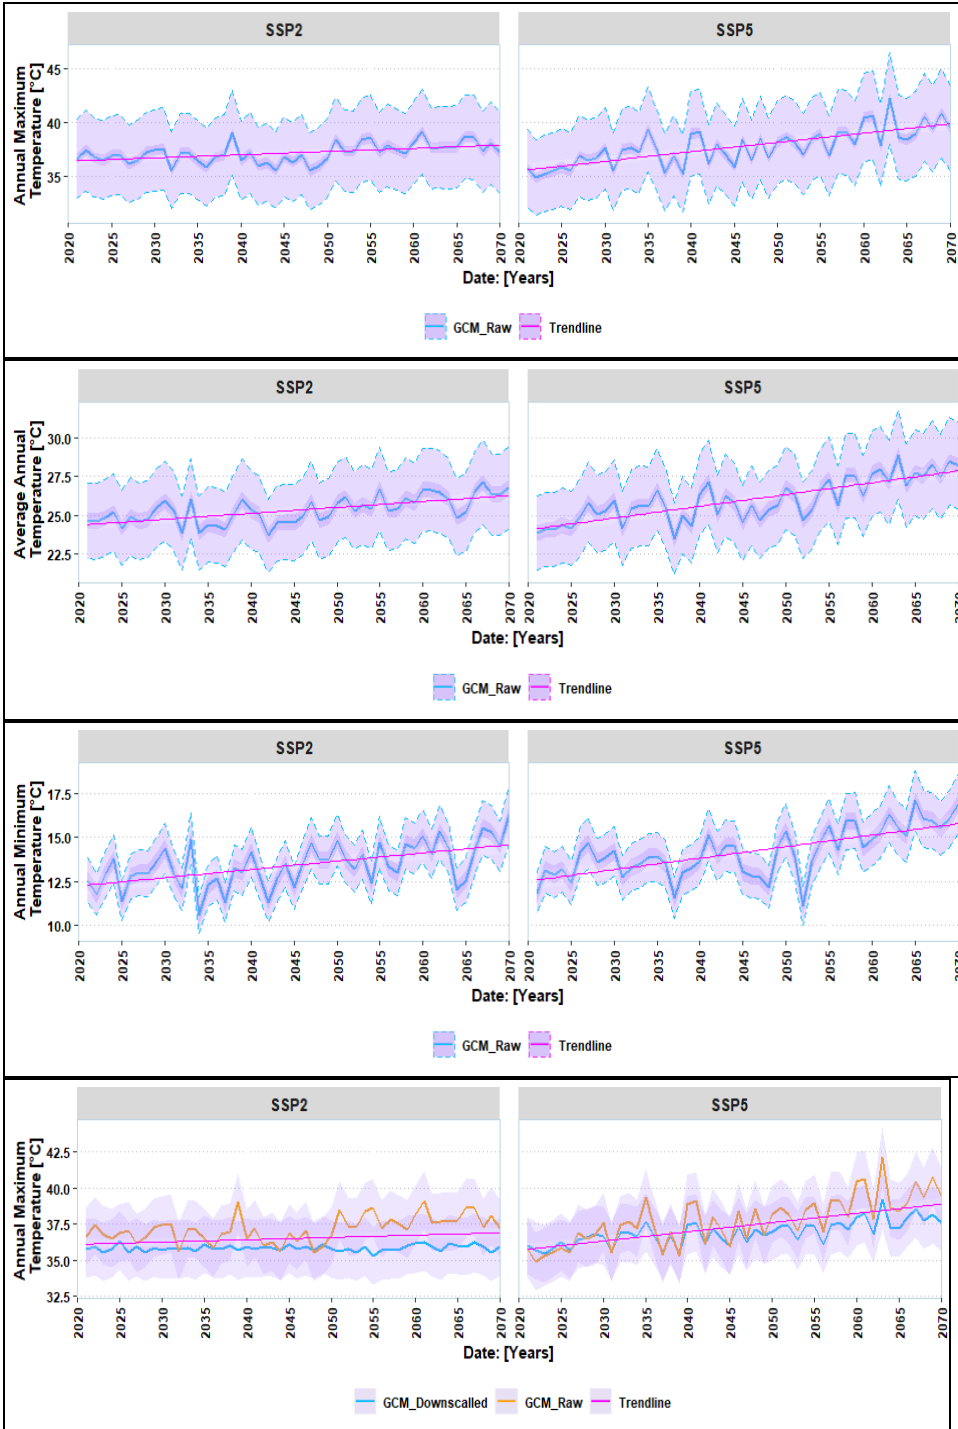 SSP2 SSP5
Annual Maximum
Temperature [°C]
45
40
35
2020 2025 2030 2035 2040 2045 2050 2055 2060 2065 2070 2020 2025 2030 2035 2040 2045 2050 2055 2060 2065 2070
Date: [Years]
GCM_Raw Trendline
SSP2 SSP5
Average Annual
Temperature [°C]
30.0
27.5
25.0
22.5
2020 2025 2030 2035 2040 2045 2050 2055 2060 2065 2070 2020 2025 2030 2035 2040 2045 2050 2055 2060 2065 2070
Date: [Years]
GCM_Raw Trendline
SSP2 SSP5
Annual Minimum
Temperature [°C]
17.5
15.0
12.5
10.0
2020 2025 2030 2035 2040 2045 2050 2055 2060 2065 2070 2020 2025 2030 2035 2040 2045 2050 2055 2060 2065 2070
Date: [Years]
GCM_Raw Trendline
SSP2 SSP5
Annual Maximum
Temperature [°C]
42.5
40.0
37.5
35.0
32.5
2020 2025 2030 2035 2040 2045 2050 2055 2060 2065 2070 2020 2025 2030 2035 2040 2045 2050 2055 2060 2065 2070
Date: [Years]
GCM_Downscalled GCM_Raw Trendline